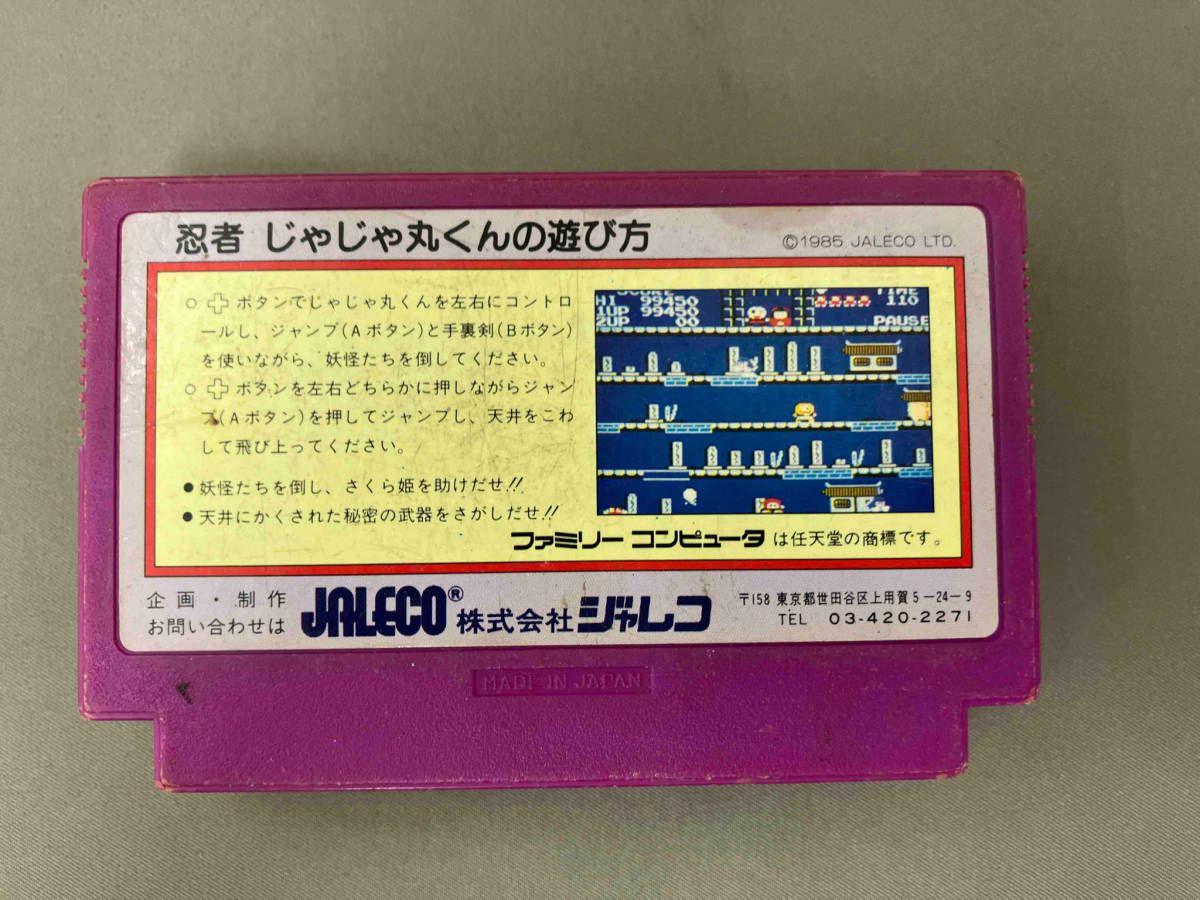 忍者 じゃじゃ丸くんの遊び方
©1985 JALECO LTD.
○✚ボタンでじゃじゃ丸くんを左右にコントロ
ールし、ジャンプ(Aボタン)と手裏剣(Bボタン)
を使いながら、妖怪たちを倒してください。
○✚ボタンを左右どちらかに押しながらジャン
プ(Aボタン)を押してジャンプし、天井をこわ
して飛び上ってください。
●妖怪たちを倒し、さくら姫を助けだせ!!
●天井にかくされた秘密の武器をさがしだせ!!
SCORE TIME
HI 99450 110
1UP 99450
2UP 00 PAUSE
ファミリー コンピュータ は任天堂の商標です。
企画・制作
お問い合わせは
JALECO® 株式会社ジャレコ
〒158 東京都世田谷区上用賀5-24-9
TEL 03-420-2271
MADE IN JAPAN